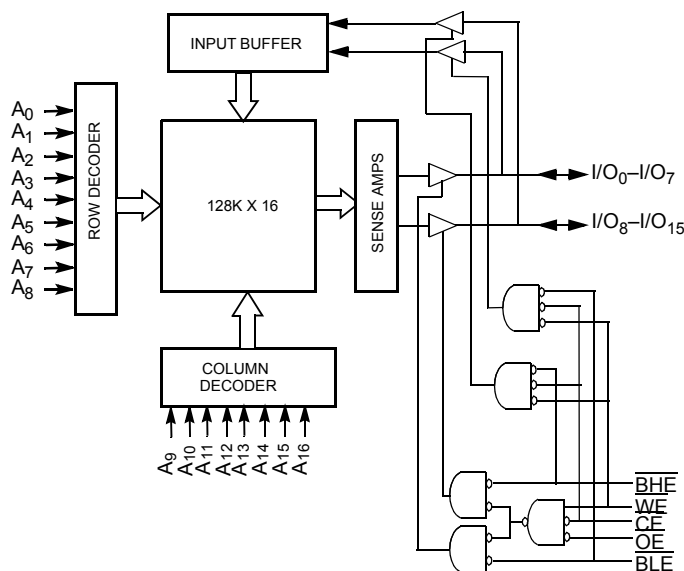 INPUT BUFFER
A0
A1
A2
A3
A4
A5
A6
A7
A8
ROW DECODER
128K X 16
SENSE AMPS
I/O0–I/O7
I/O8–I/O15
COLUMN
DECODER
A9
A10
A11
A12
A13
A14
A15
A16
BHE
WE
CE
OE
BLE